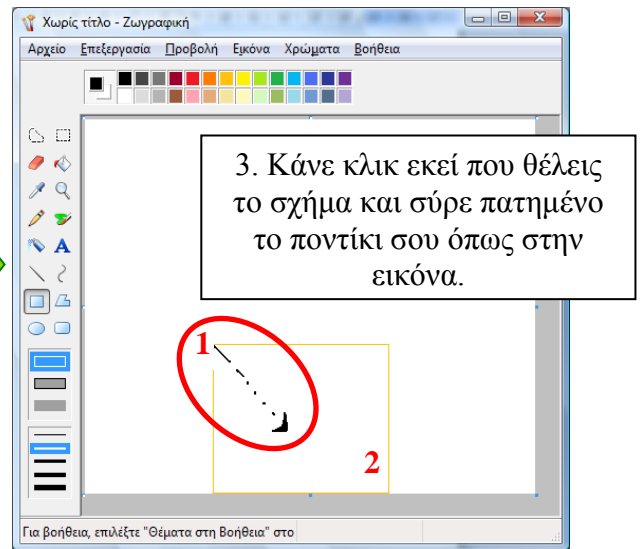 Χωρίς τίτλο - Ζωγραφική
Αρχείο Επεξεργασία Προβολή Εικόνα Χρώματα Βοήθεια
3. Κάνε κλικ εκεί που θέλεις
το σχήμα και σύρε πατημένο
το ποντίκι σου όπως στην
εικόνα.
A
1
2
Για βοήθεια, επιλέξτε "Θέματα στη Βοήθεια" στο